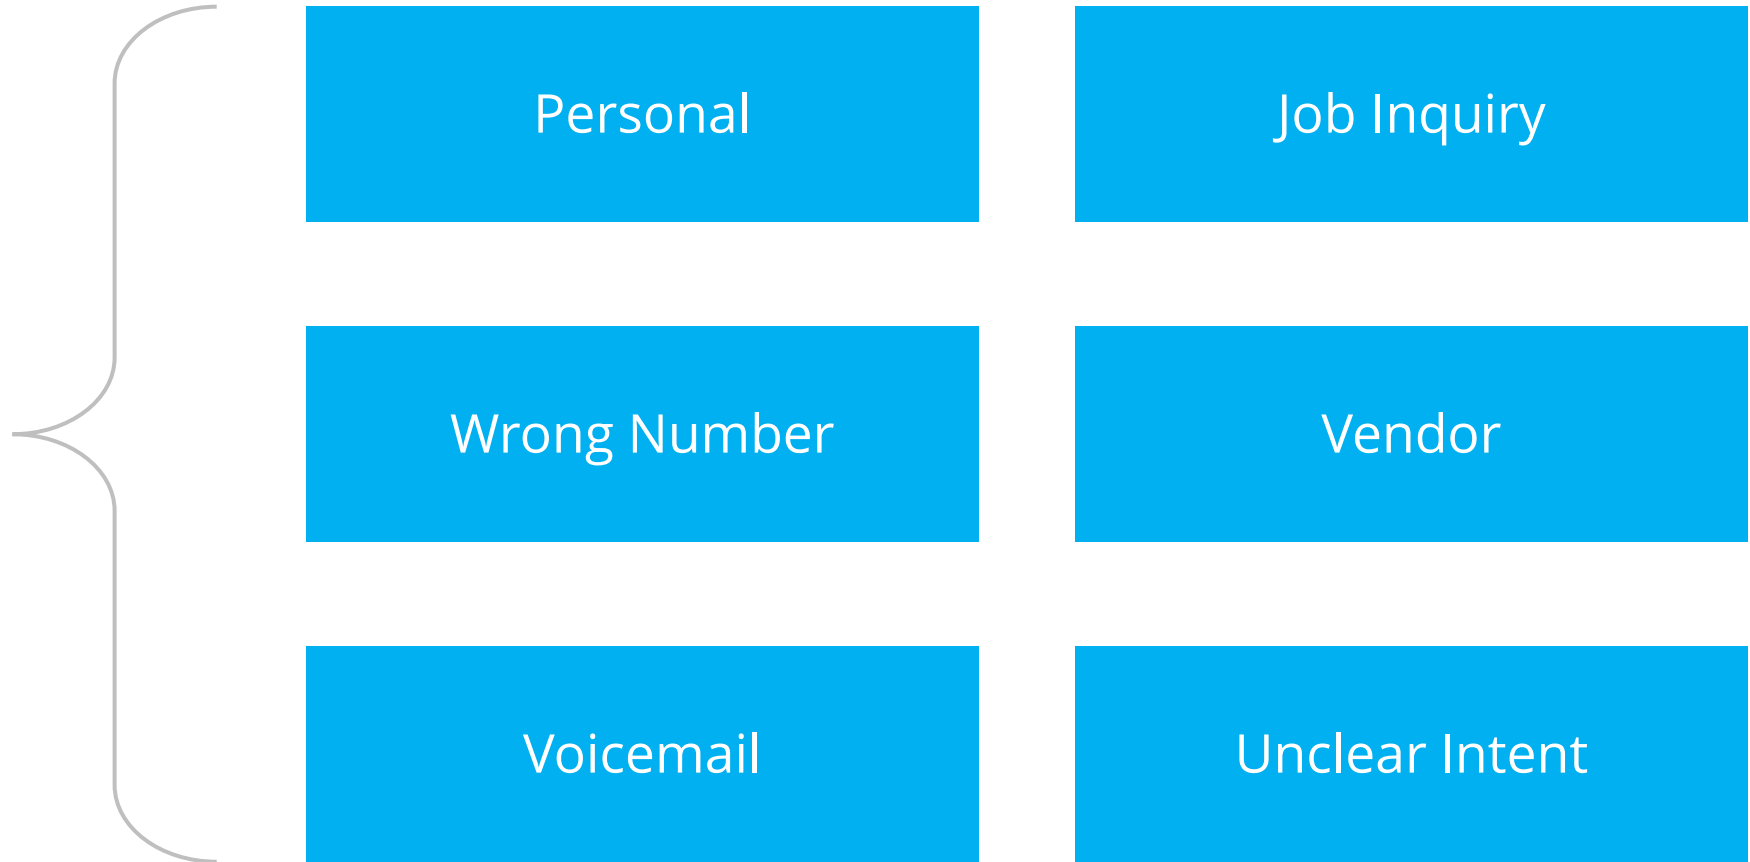 Personal
Job Inquiry
Wrong Number
Vendor
Voicemail
Unclear Intent